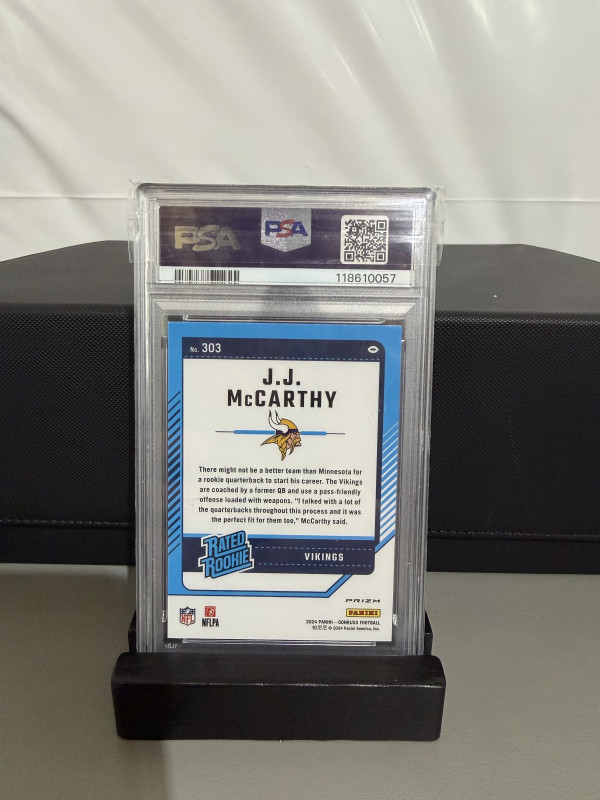 PSA
PSA
118610057
No. 303
J.J.
McCARTHY
There might not be a better team than Minnesota for
a rookie quarterback to start his career. The Vikings
are coached by a former QB and use a pass-friendly
offense loaded with weapons. "I talked with a lot of
the quarterbacks throughout this process and it was
the perfect fit for them too," McCarthy said.
RATED
ROOKIE
VIKINGS
PRIZM
NFL
NFLPA
PANINI
2024 PANINI – DONRUSS FOOTBALL
© 2024 Panini America, Inc.